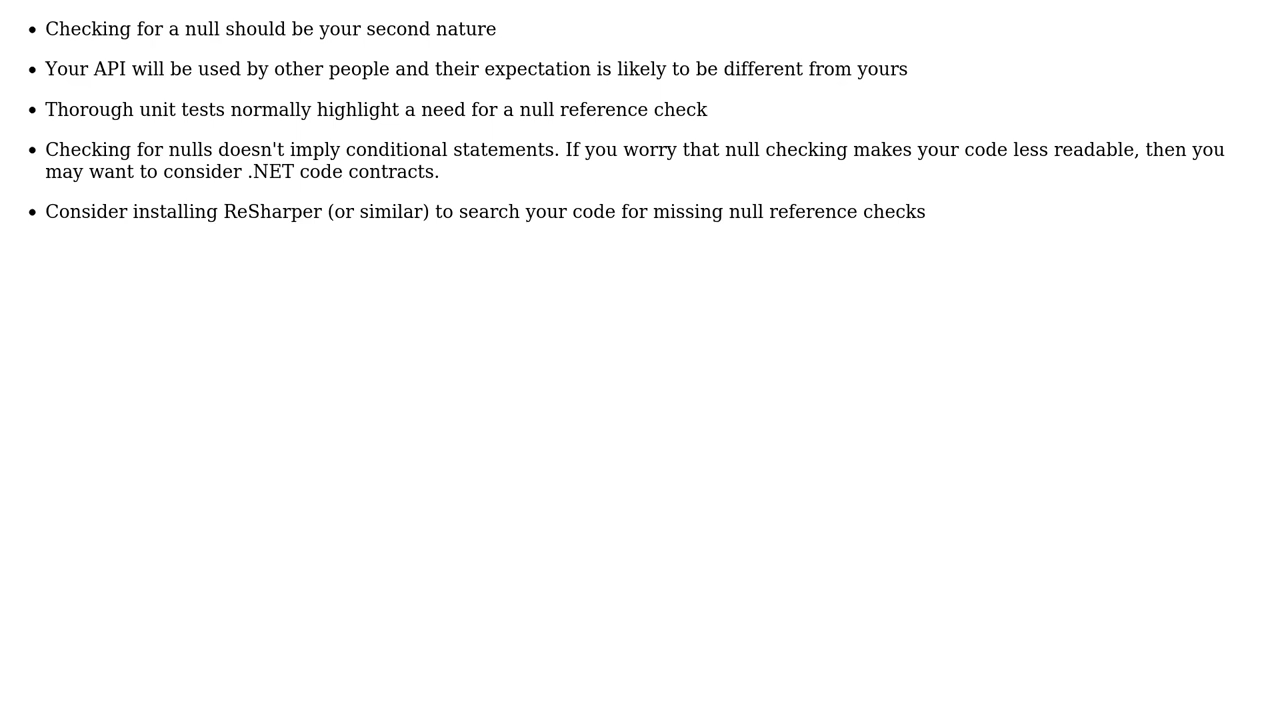 • Checking for a null should be your second nature
• Your API will be used by other people and their expectation is likely to be different from yours
• Thorough unit tests normally highlight a need for a null reference check
• Checking for nulls doesn't imply conditional statements. If you worry that null checking makes your code less readable, then you
may want to consider .NET code contracts.
• Consider installing ReSharper (or similar) to search your code for missing null reference checks